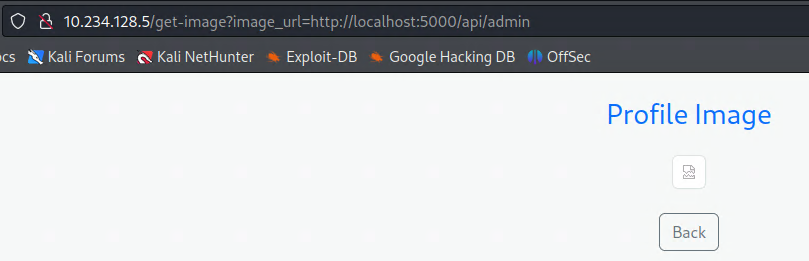 10.234.128.5/get-image?image_url=http://localhost:5000/api/admin
ocs Kali Forums Kali NetHunter Exploit-DB Google Hacking DB OffSec
Profile Image
Back